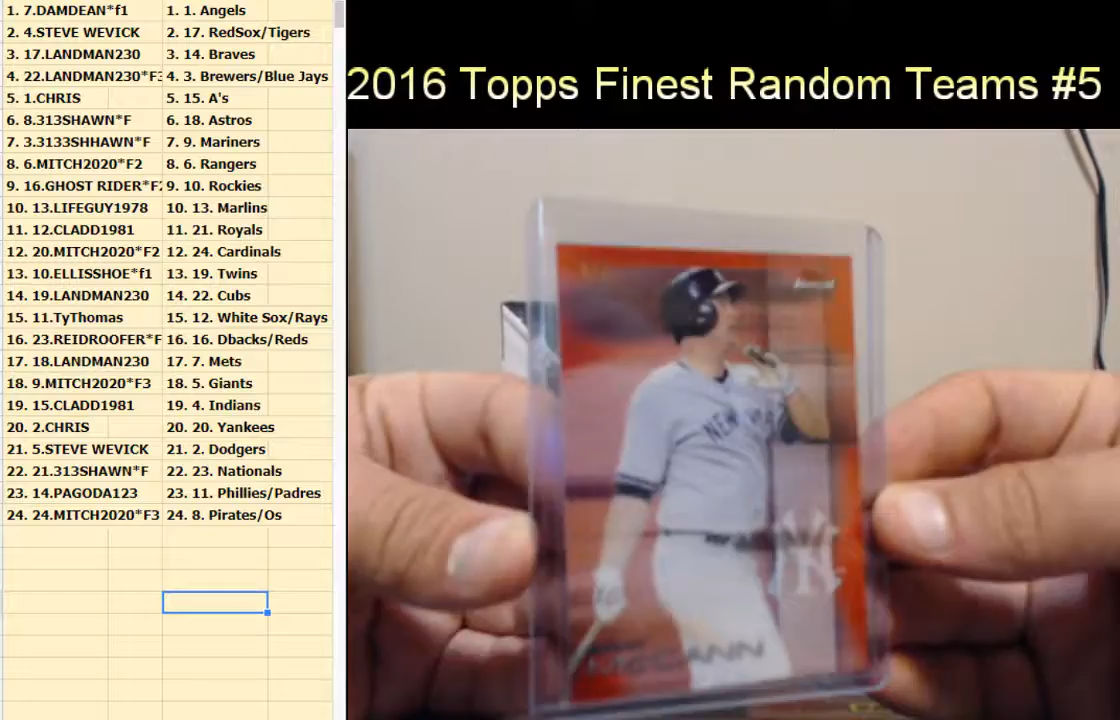 1. 7.DAMDEAN*f1 1. 1. Angels
2. 4.STEVE WEVICK 2. 17. RedSox/Tigers
3. 17.LANDMAN230 3. 14. Braves
4. 22.LANDMAN230*F3 4. 3. Brewers/Blue Jays
5. 1.CHRIS 5. 15. A's
6. 8.313SHAWN*F 6. 18. Astros
7. 3.3133SHHAWN*F 7. 9. Mariners
8. 6.MITCH2020*F2 8. 6. Rangers
9. 16.GHOST RIDER*F2 9. 10. Rockies
10. 13.LIFEGUY1978 10. 13. Marlins
11. 12.CLADD1981 11. 21. Royals
12. 20.MITCH2020*F2 12. 24. Cardinals
13. 10.ELLISSHOE*f1 13. 19. Twins
14. 19.LANDMAN230 14. 22. Cubs
15. 11.TyThomas 15. 12. White Sox/Rays
16. 23.REIDROOFER*F 16. 16. Dbacks/Reds
17. 18.LANDMAN230 17. 7. Mets
18. 9.MITCH2020*F3 18. 5. Giants
19. 15.CLADD1981 19. 4. Indians
20. 2.CHRIS 20. 20. Yankees
21. 5.STEVE WEVICK 21. 2. Dodgers
22. 21.313SHAWN*F 22. 23. Nationals
23. 14.PAGODA123 23. 11. Phillies/Padres
24. 24.MITCH2020*F3 24. 8. Pirates/Os
2016 Topps Finest Random Teams #5
NEW YORK
NY
McCANN